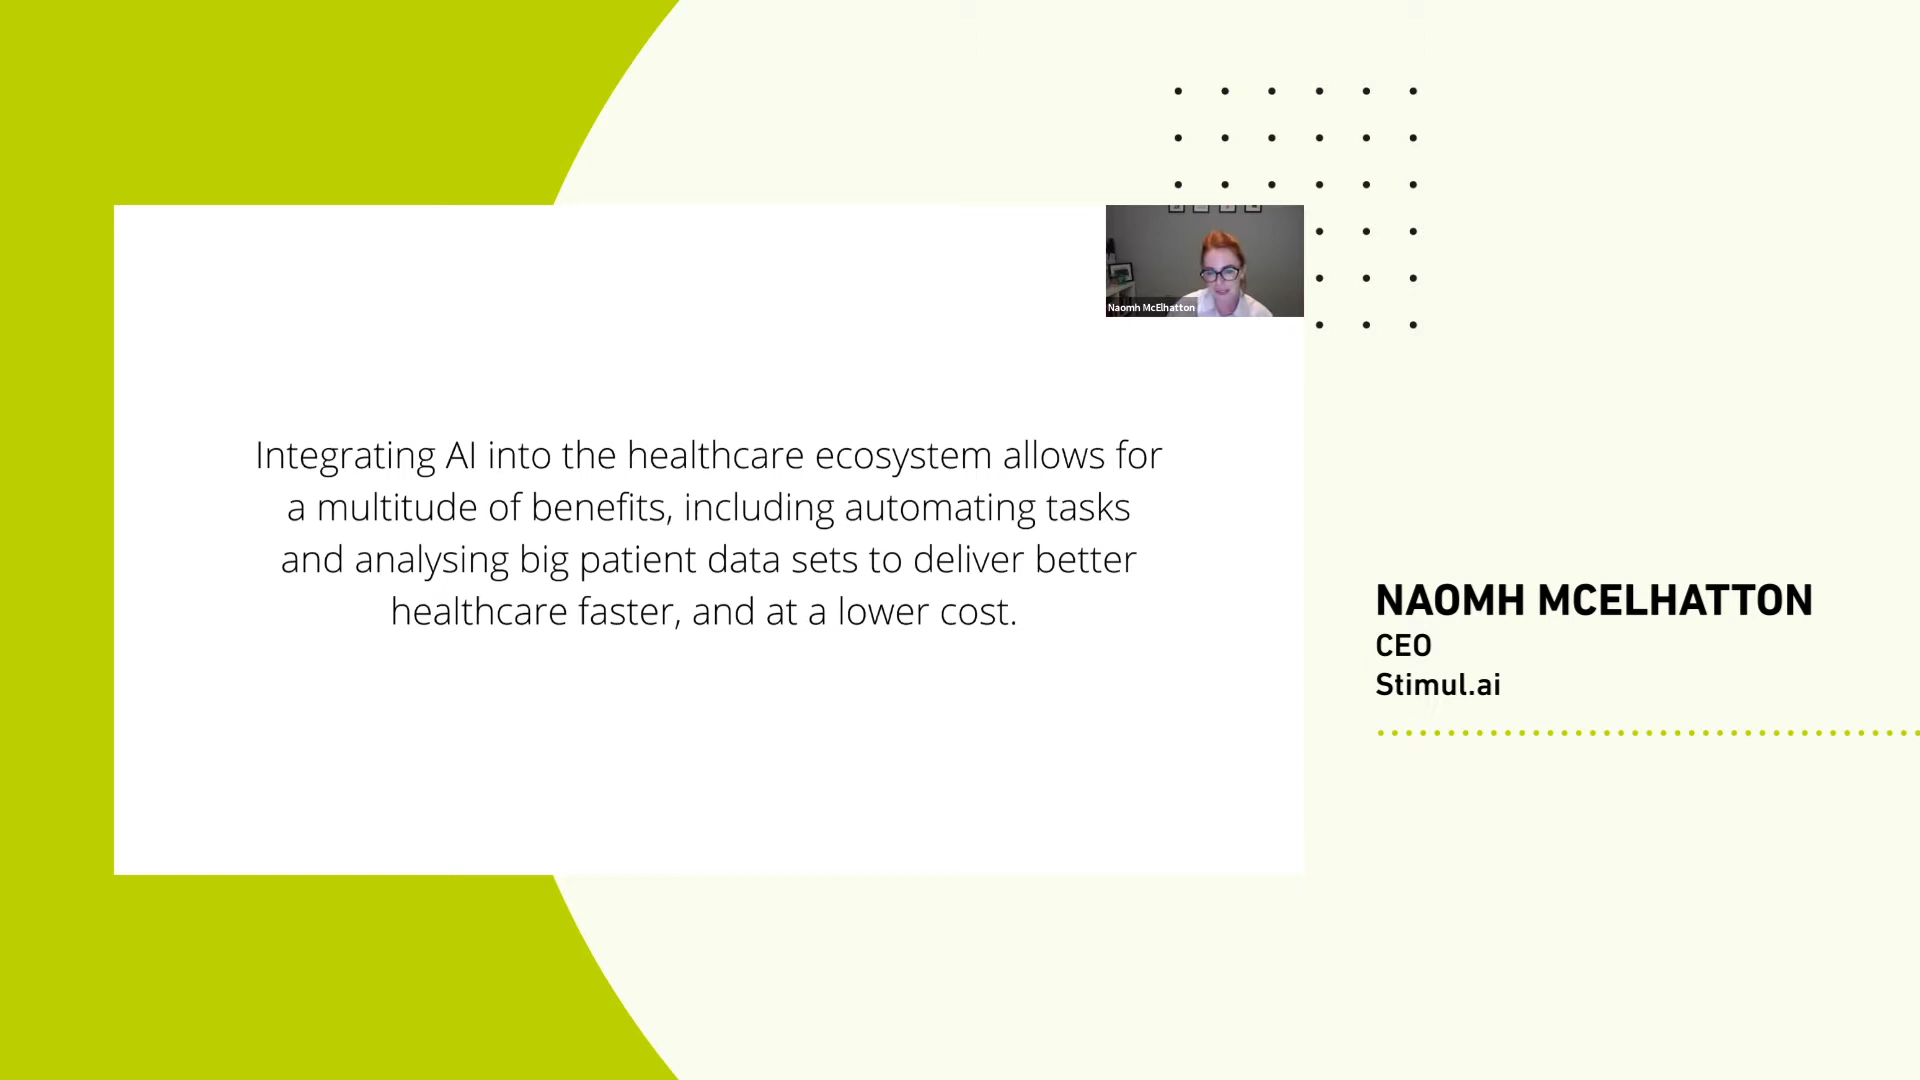 Naomh McElhatton
Integrating AI into the healthcare ecosystem allows for
a multitude of benefits, including automating tasks
and analysing big patient data sets to deliver better
healthcare faster, and at a lower cost.
NAOMH MCELHATTON
CEO
Stimul.ai